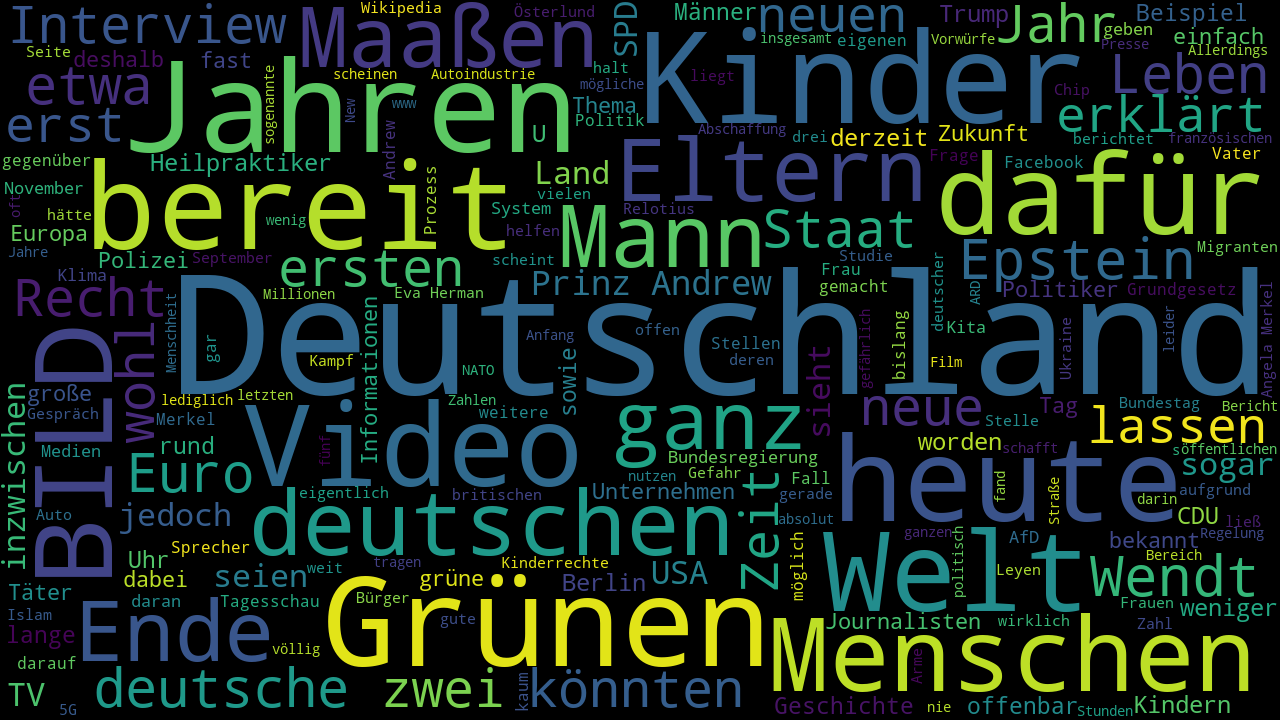 Interview
Maaßen
Wikipedia
Österlund
SPD
Männer
neuen
Trump
Jahr
Beispiel
Seite
deshalb
fast
scheinen
Autoindustrie
halt
mögliche
insgesamt
eigenen
Vorwürfe
geben
Presse
einfach
Allerdings
etwa
Jahren
sogenannte
New
www
Thema
Politik
Kinder
liegt
Chip
Leben
erst
U
Andrew
Abschaffung
drei
derzeit
Zukunft
erklärt
berichtet
französischen
gegenüber
Heilpraktiker
Land
Eltern
Frage
Facebook
Vater
November
oft
hätte
bereit
wenig
Prozess
vielen
System
helfen
Relotius
Mann
Staat
dafür
Europa
Jahre
Polizei
September
ersten
scheint
Studie
Migranten
Klima
Recht
Menschheit
Millionen
Eva Herman
Prinz Andrew
Frau
gemacht
Epstein
deutscher
ARD
Politiker
Grundgesetz
Deutschland
gar
Kampf
Informationen
Anfang
NATO
offen
Stellen
deren
sieht
gefährlich
bislang
Kita
Film
Ukraine
leider
Angela Merkel
BILD
wohl
große
Gespräch
Medien
lediglich
letzten
Merkel
Zahlen
weitere
sowie
Video
fünf
ganz
neue
Stelle
Tag
Bundestag
Bericht
lassen
inzwischen
rund
Euro
Bundesregierung
nutzen
Gefahr
Fall
worden
schafft
s
öffentlichen
sogar
Auto
jedoch
eigentlich
britischen
Unternehmen
zeit
gerade
heute
fand
Straße
darin
aufgrund
CDU
ließ
deutschen
absolut
ganzen
AfD
Regelung
bekannt
Uhr
Sprecher
weit
tragen
Kinderrechte
möglich
politisch
Bereich
Täter
dabei
seien
grüne
Berlin
USA
Welt
Leyen
Wendt
Islam
daran
Tagesschau
Bürger
gute
Grünen
Frauen
weniger
lange
Ende
völlig
Journalisten
wirklich
Zahl
darauf
Menschen
Arme
TV
5G
deutsche
zwei
kaum
könnten
Geschichte
nie
offenbar
Stunden
Kindern